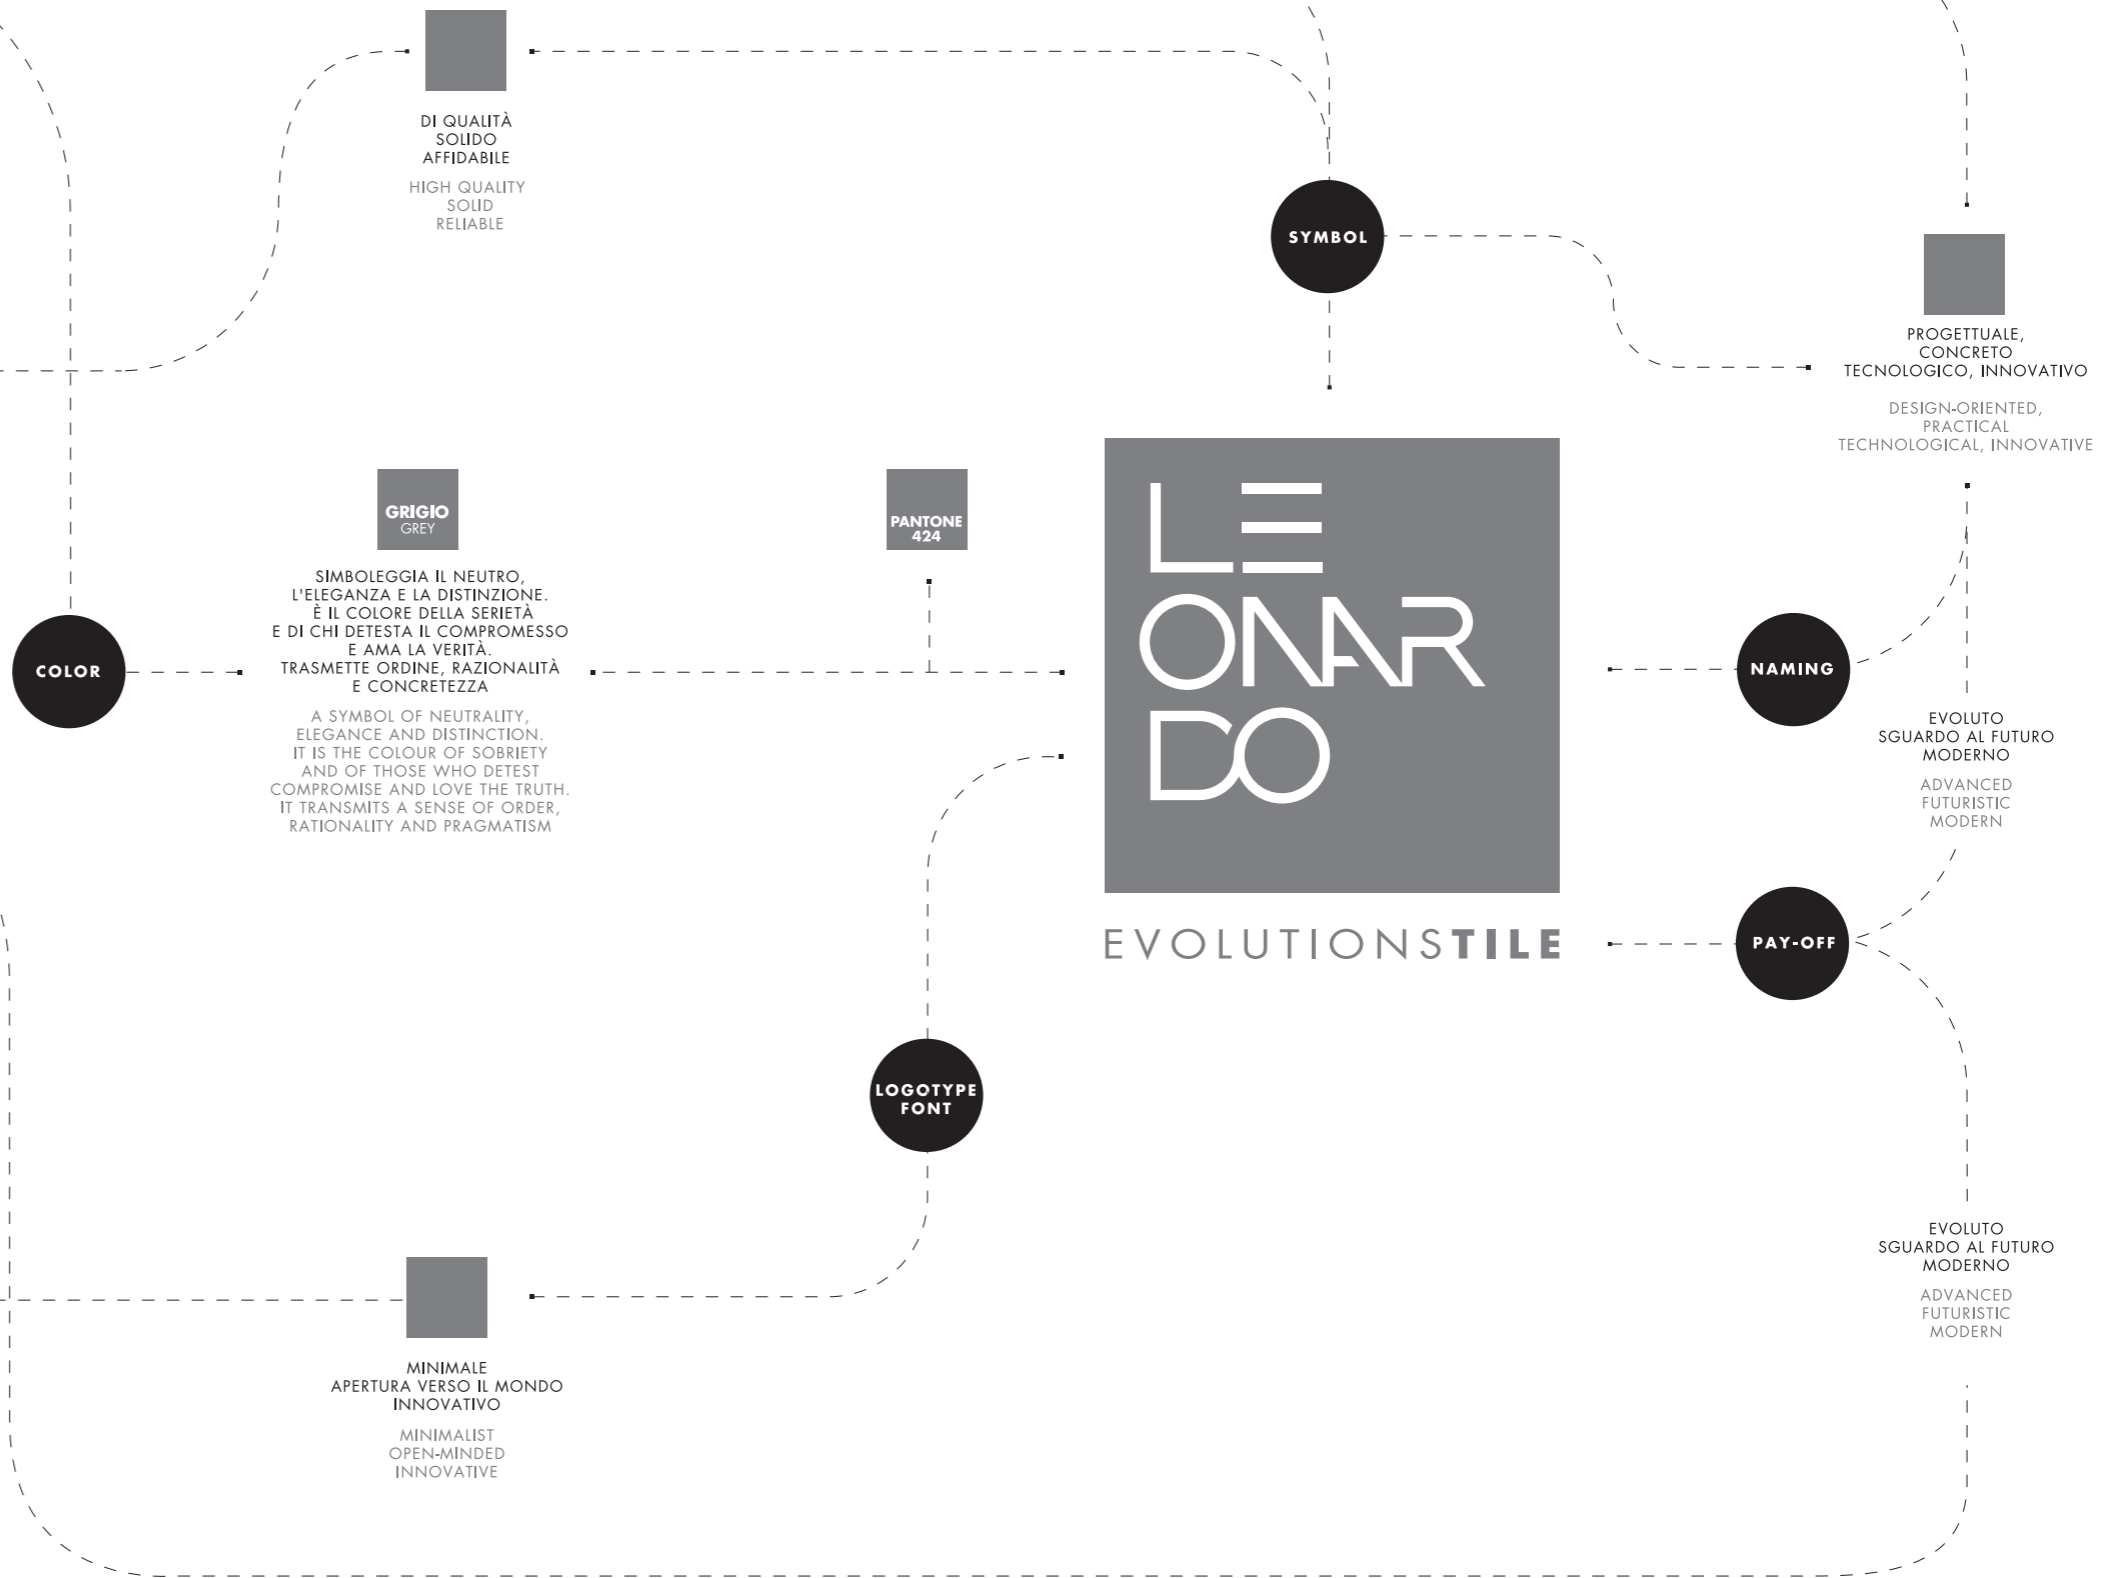 DI QUALITÀ
SOLIDO
AFFIDABILE
HIGH QUALITY
SOLID
RELIABLE
SYMBOL
PROGETTUALE,
CONCRETO
TECNOLOGICO, INNOVATIVO
DESIGN-ORIENTED,
PRACTICAL
TECHNOLOGICAL, INNOVATIVE
COLOR
GRIGIO
GREY
SIMBOLEGGIA IL NEUTRO,
L'ELEGANZA E LA DISTINZIONE.
È IL COLORE DELLA SERIETÀ
E DI CHI DETESTA IL COMPROMESSO
E AMA LA VERITÀ.
TRASMETTE ORDINE, RAZIONALITÀ
E CONCRETEZZA
A SYMBOL OF NEUTRALITY,
ELEGANCE AND DISTINCTION.
IT IS THE COLOUR OF SOBRIETY
AND OF THOSE WHO DETEST
COMPROMISE AND LOVE THE TRUTH.
IT TRANSMITS A SENSE OF ORDER,
RATIONALITY AND PRAGMATISM
PANTONE
424
LE
ONAR
DO
EVOLUTIONSTILE
NAMING
EVOLUTO
SGUARDO AL FUTURO
MODERNO
ADVANCED
FUTURISTIC
MODERN
PAY-OFF
LOGOTYPE
FONT
EVOLUTO
SGUARDO AL FUTURO
MODERNO
ADVANCED
FUTURISTIC
MODERN
MINIMALE
APERTURA VERSO IL MONDO
INNOVATIVO
MINIMALIST
OPEN-MINDED
INNOVATIVE